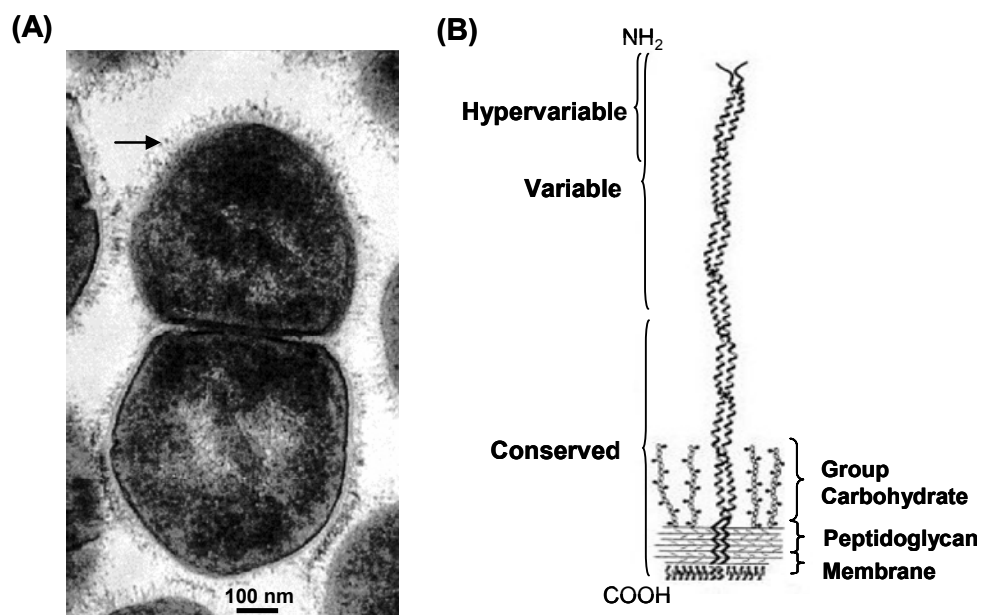 (A)
100 nm
(B)
NH₂
Hypervariable
Variable
Conserved
Group
Carbohydrate
Peptidoglycan
Membrane
COOH